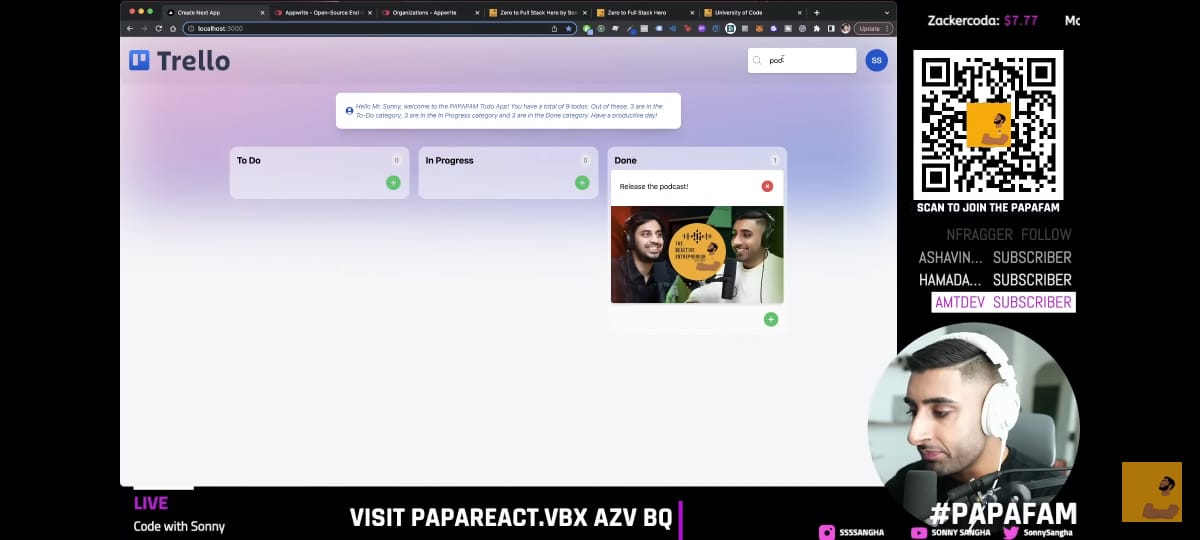 Create Next App
Appwrite - Open-Source End
Organizations - Appwrite
Zero to Full Stack Hero by Son
Zero to Full Stack Hero
University of Code
localhost:3000
Update
Trello
pod
SS
Hello Mr. Sonny, welcome to the PAPAFAM Todo App! You have a total of 9 todos. Out of these, 3 are in the
To-Do category, 3 are in the In Progress category and 3 are in the Done category. Have a productive day!
To Do
0
In Progress
0
Done
1
Release the podcast!
THE
REACTIVE
ENTREPRENEUR
Zackercoda: $7.77
Mc
SCAN TO JOIN THE PAPAFAM
NFRAGGER FOLLOW
ASHAVIN... SUBSCRIBER
HAMADA... SUBSCRIBER
AMTDEV SUBSCRIBER
LIVE
Code with Sonny
VISIT PAPAREACT.VBX AZV BQ
#PAPAFAM
SSSSANGHA
SONNY SANGHA
SonnySangha